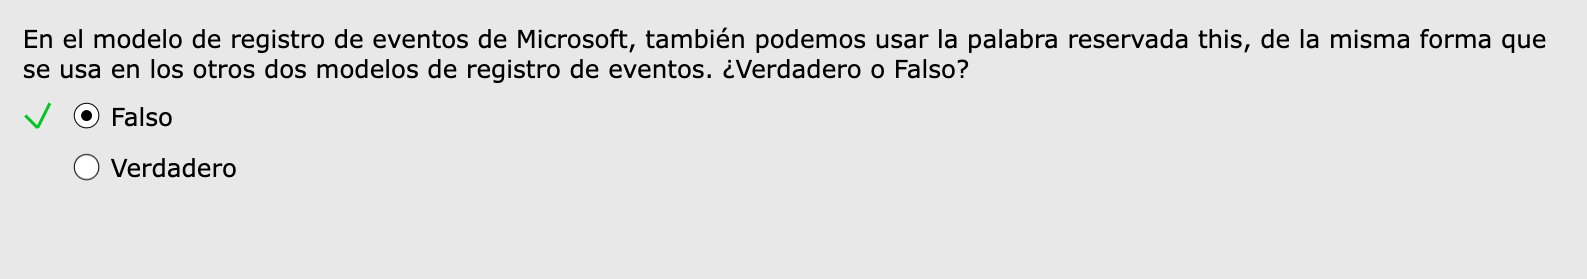 En el modelo de registro de eventos de Microsoft, también podemos usar la palabra reservada this, de la misma forma que
se usa en los otros dos modelos de registro de eventos. ¿Verdadero o Falso?
Falso
Verdadero